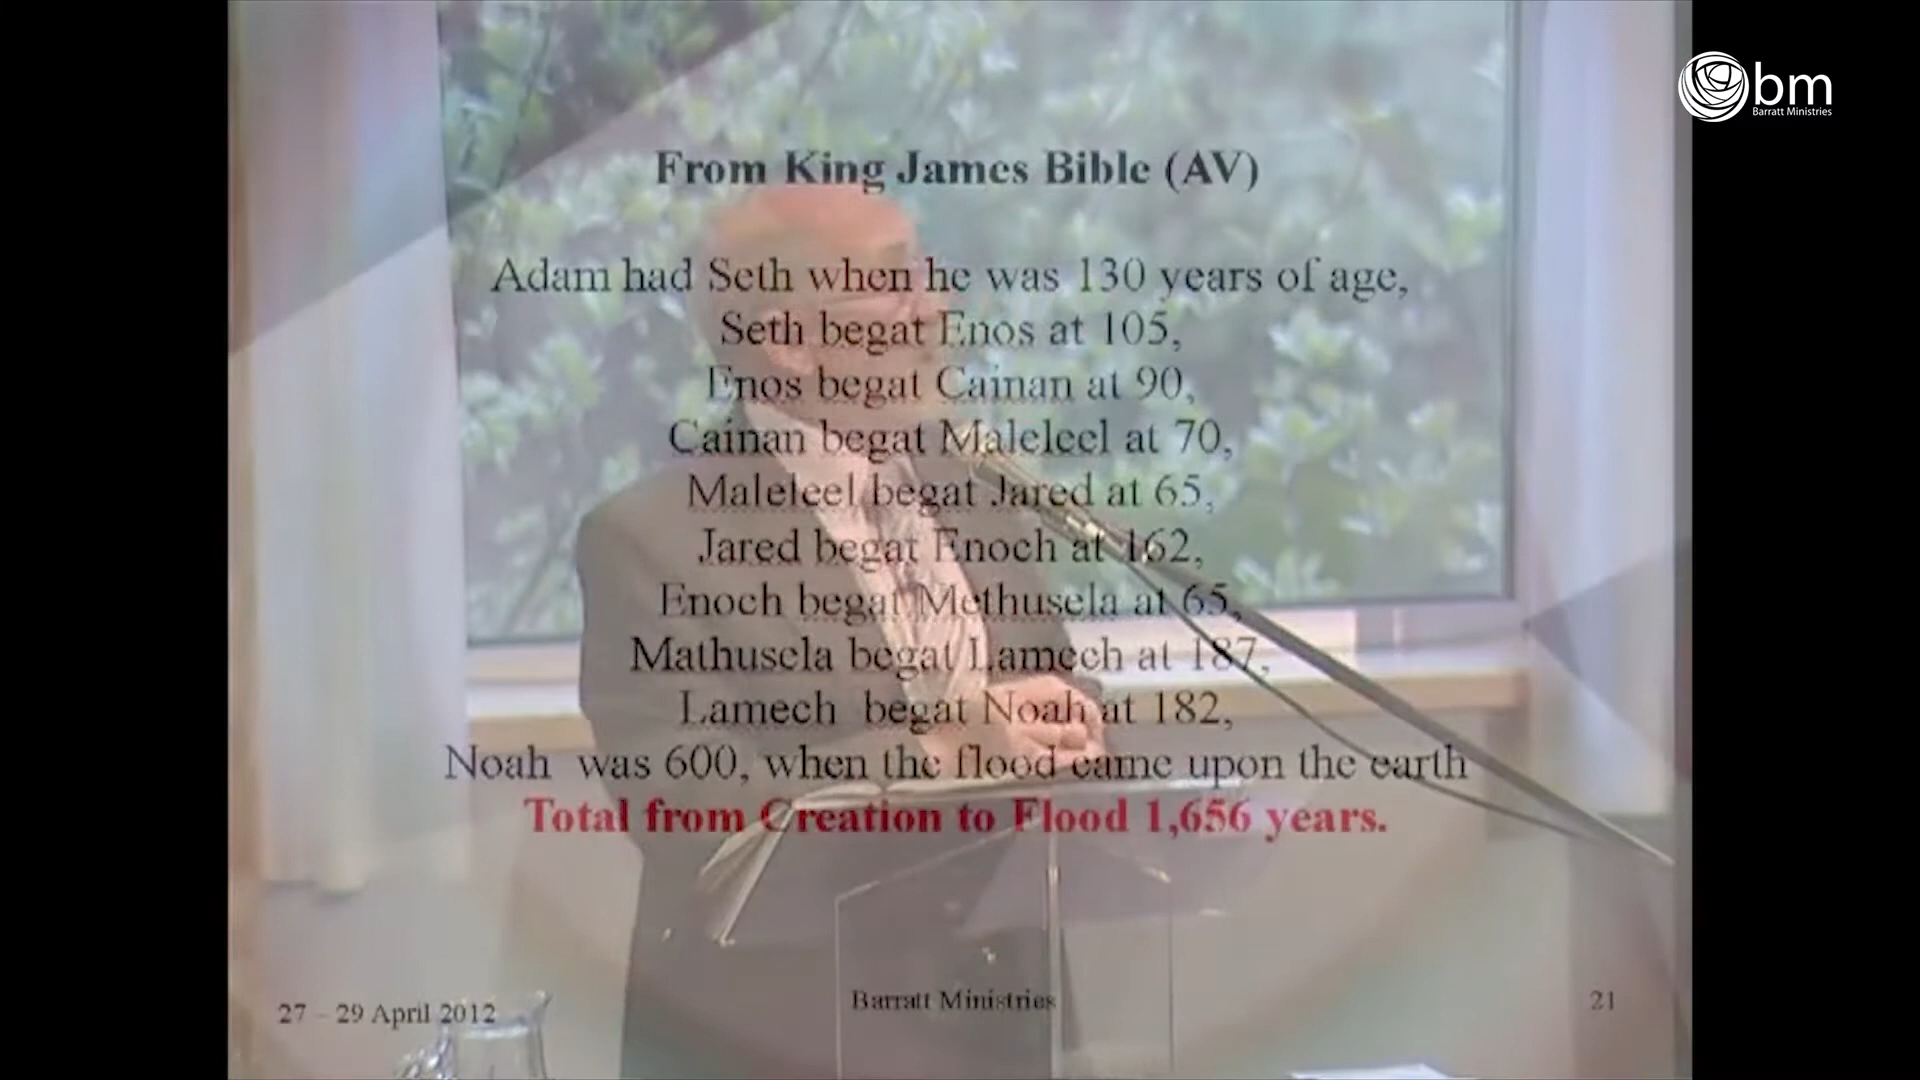 bm
Barratt Ministries
From King James Bible (AV)
Adam had Seth when he was 130 years of age,
Seth begat Enos at 105,
Enos begat Cainan at 90,
Cainan begat Maleleel at 70,
Maleleel begat Jared at 65,
Jared begat Enoch at 162,
Enoch begat Methusela at 65,
Mathusela begat Lamech at 187,
Lamech begat Noah at 182,
Noah was 600, when the flood came upon the earth
Total from Creation to Flood 1,656 years.
27 – 29 April 2012
Barratt Ministries
21